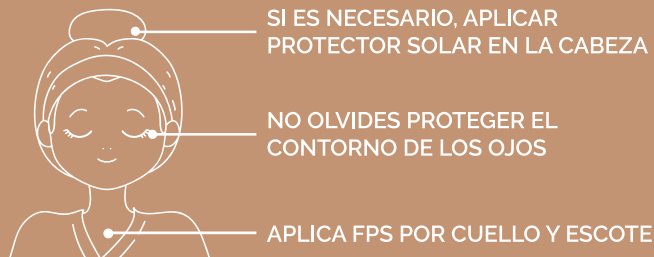 SI ES NECESARIO, APLICAR
PROTECTOR SOLAR EN LA CABEZA
NO OLVIDES PROTEGER EL
CONTORNO DE LOS OJOS
APLICA FPS POR CUELLO Y ESCOTE